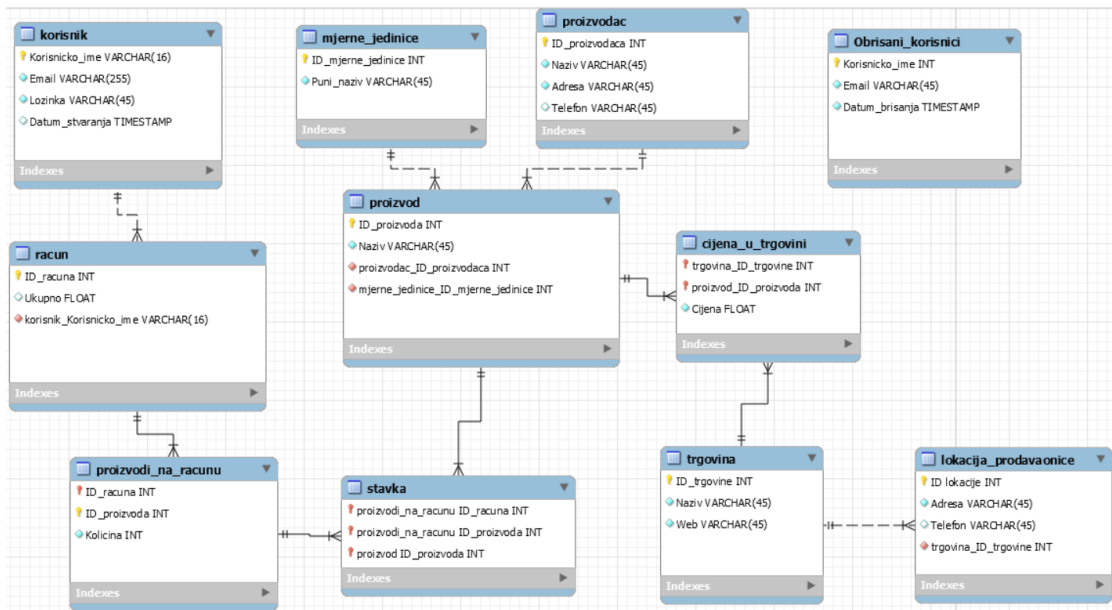 korisnik
Korisnicko_ime VARCHAR(16)
Email VARCHAR(255)
Lozinka VARCHAR(45)
Datum_stvaranja TIMESTAMP
Indexes
mjerne_jedinice
ID_mjerne_jedinice INT
Puni_naziv VARCHAR(45)
Indexes
proizvodac
ID_proizvodaca INT
Naziv VARCHAR(45)
Adresa VARCHAR(45)
Telefon VARCHAR(45)
Indexes
Obrisani_korisnici
Korisnicko_ime INT
Email VARCHAR(45)
Datum_brisanja TIMESTAMP
Indexes
racun
ID_racuna INT
Ukupno FLOAT
korisnik_Korisnicko_ime VARCHAR(16)
Indexes
proizvod
ID_proizvoda INT
Naziv VARCHAR(45)
proizvodac_ID_proizvodaca INT
mjerne_jedinice_ID_mjerne_jedinice INT
Indexes
cijena_u_trgovini
trgovina_ID_trgovine INT
proizvod_ID_proizvoda INT
Cijena FLOAT
Indexes
proizvodi_na_racunu
ID_racuna INT
ID_proizvoda INT
Kolicina INT
Indexes
stavka
proizvodi_na_racunu ID_racuna INT
proizvodi_na_racunu ID_proizvoda INT
proizvod ID_proizvoda INT
Indexes
trgovina
ID_trgovine INT
Naziv VARCHAR(45)
Web VARCHAR(45)
Indexes
lokacija_prodavaonice
ID lokacije INT
Adresa VARCHAR(45)
Telefon VARCHAR(45)
trgovina_ID_trgovine INT
Indexes